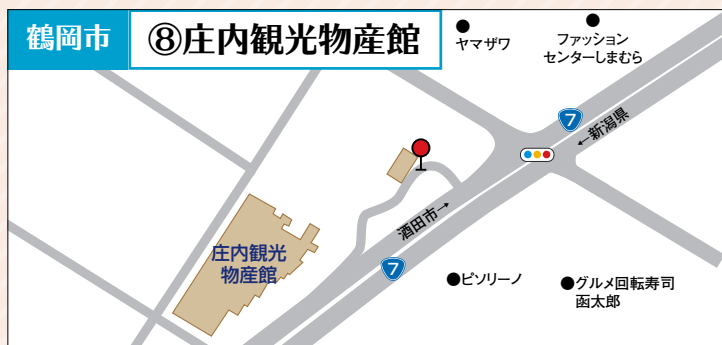 鶴岡市
⑧庄内観光物産館
ヤマザワ
ファッション
センターしまむら
7
←新潟県
酒田市→
庄内観光
物産館
7
ピソリーノ
グルメ回転寿司
函太郎